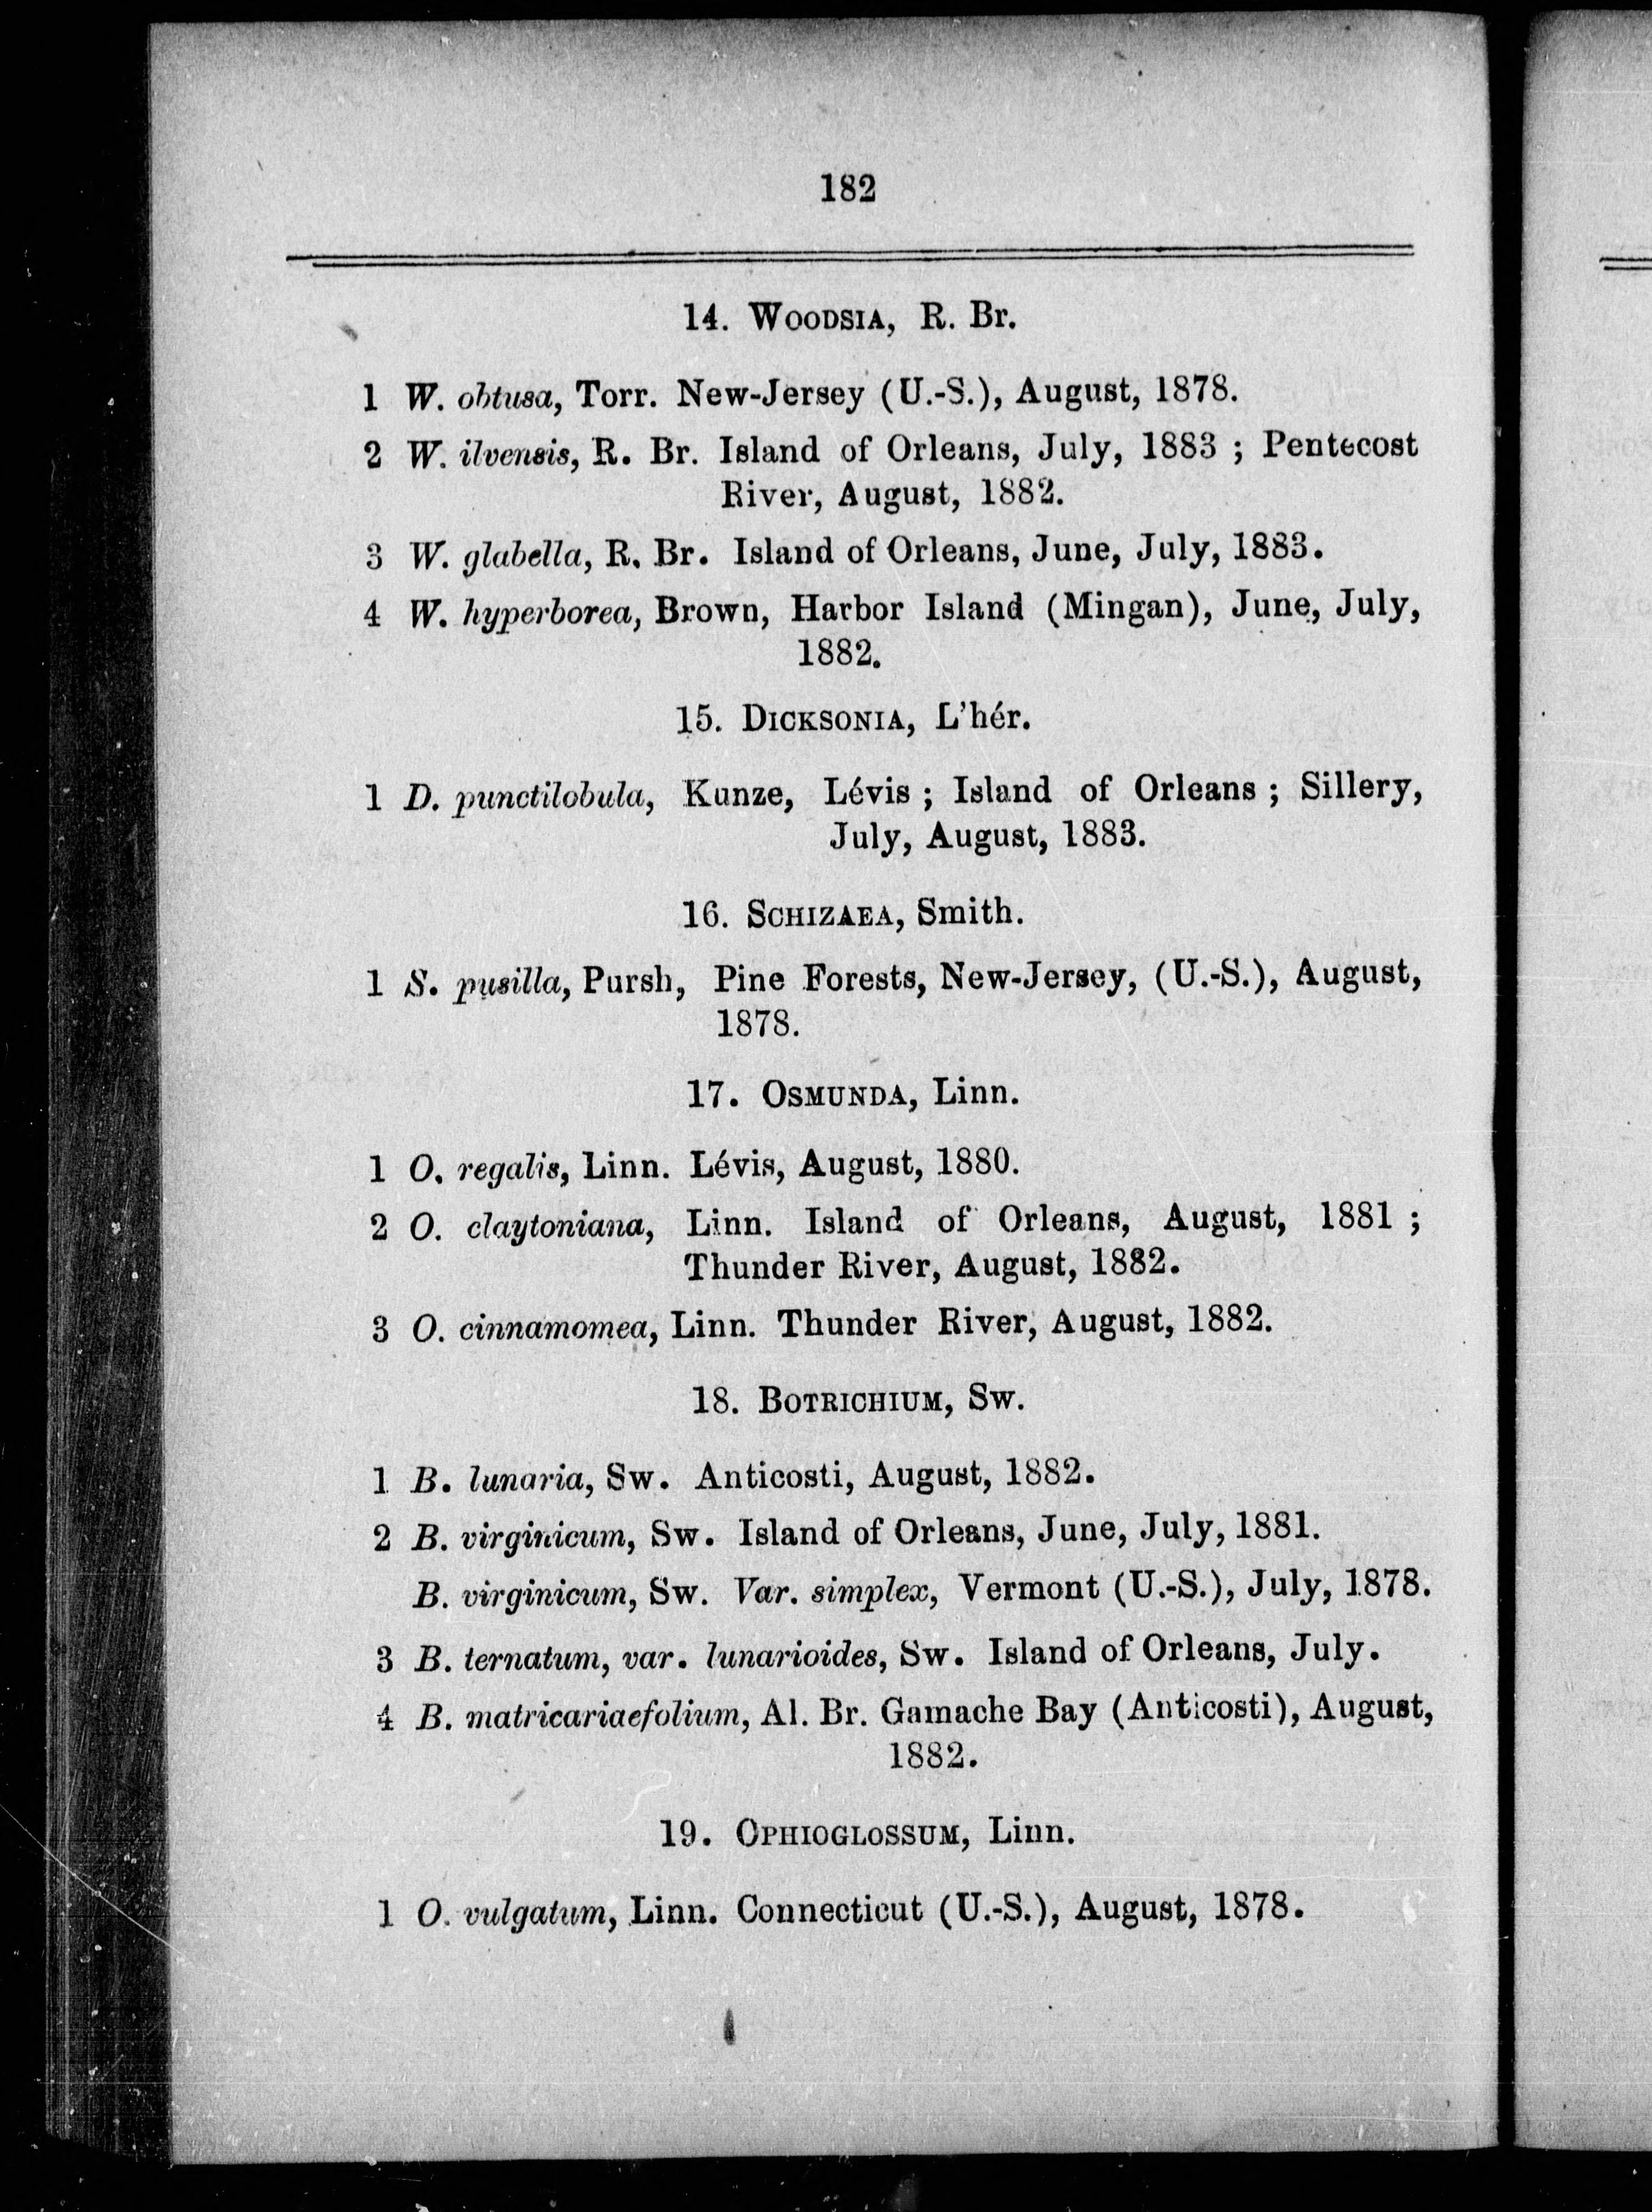 182
14. WOODSIA, R. Br.
1 W. obtusa, Torr. New-Jersey (U.-S.), August, 1878.
2 W. ilvensis, R. Br. Island of Orleans, July, 1883 ; Pentecost
River, August, 1882.
3 W. glabella, R. Br. Island of Orleans, June, July, 1883.
4 W. hyperborea, Brown, Harbor Island (Mingan), June, July,
1882.
15. DICKSONIA, L'hér.
1 D. punctilobula, Kunze, Lévis ; Island of Orleans ; Sillery,
July, August, 1883.
16. SCHIZAEA, Smith.
1 S. pusilla, Pursh, Pine Forests, New-Jersey, (U.-S.), August,
1878.
17. OSMUNDA, Linn.
1 O. regalis, Linn. Lévis, August, 1880.
2 O. claytoniana, Linn. Island of Orleans, August, 1881 ;
Thunder River, August, 1882.
3 O. cinnamomea, Linn. Thunder River, August, 1882.
18. BOTRICHIUM, Sw.
1 B. lunaria, Sw. Anticosti, August, 1882.
2 B. virginicum, Sw. Island of Orleans, June, July, 1881.
B. virginicum, Sw. Var. simplex, Vermont (U.-S.), July, 1878.
3 B. ternatum, var. lunarioides, Sw. Island of Orleans, July.
4 B. matricariaefolium, Al. Br. Gamache Bay (Anticosti), August,
1882.
19. OPHIOGLOSSUM, Linn.
1 O. vulgatum, Linn. Connecticut (U.-S.), August, 1878.